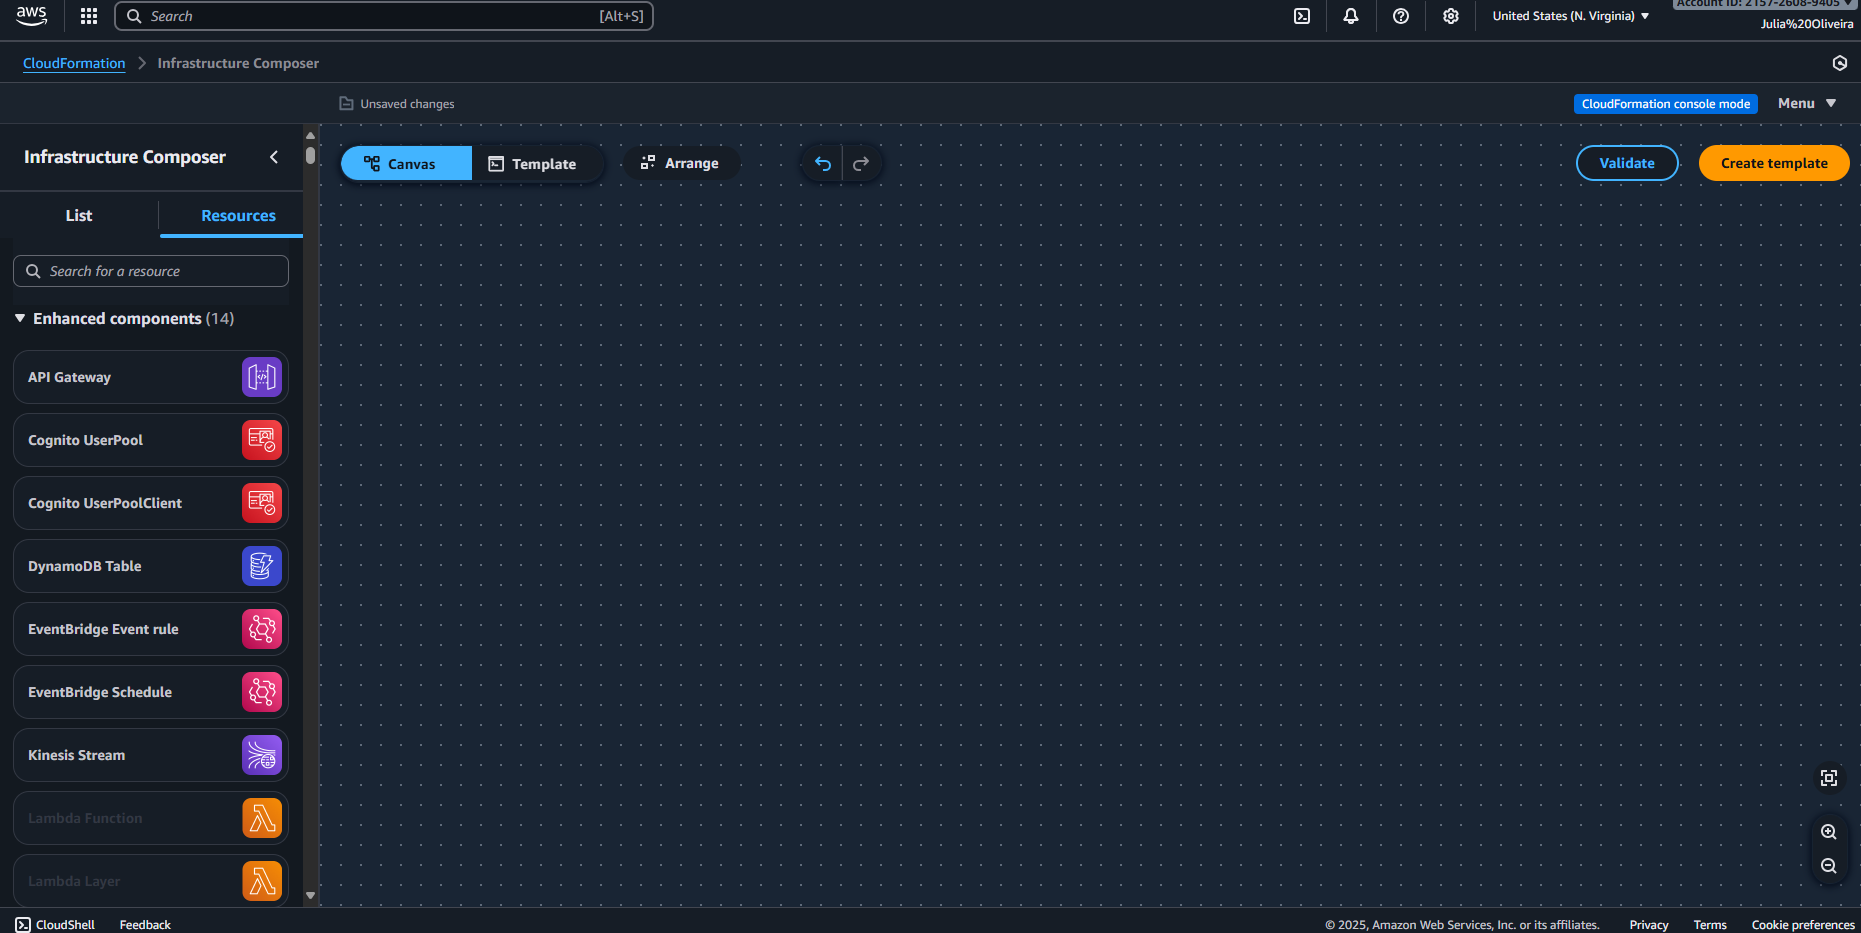 aws
Search [Alt+S]
United States (N. Virginia)
Account ID: 2157-2608-9405
Julia%20Oliveira
CloudFormation > Infrastructure Composer
Unsaved changes
CloudFormation console mode
Menu
Infrastructure Composer
Canvas
Template
Arrange
Validate
Create template
List
Resources
Search for a resource
Enhanced components (14)
API Gateway
Cognito UserPool
Cognito UserPoolClient
DynamoDB Table
EventBridge Event rule
EventBridge Schedule
Kinesis Stream
Lambda Function
Lambda Layer
CloudShell
Feedback
© 2025, Amazon Web Services, Inc. or its affiliates.
Privacy
Terms
Cookie preferences